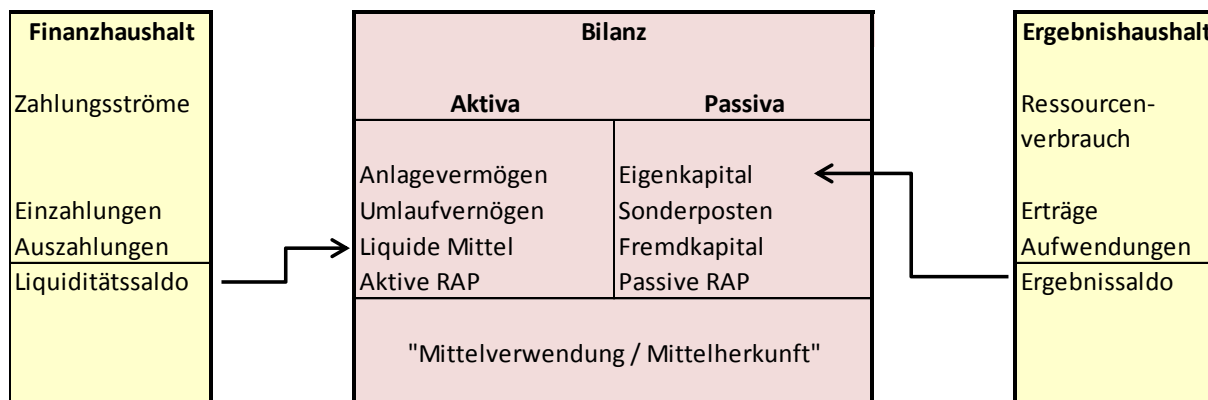 Finanzhaushalt
Zahlungsströme
Einzahlungen
Auszahlungen
Liquiditätssaldo
Bilanz
Aktiva
Passiva
Anlagevermögen
Umlaufvernögen
Liquide Mittel
Aktive RAP
Eigenkapital
Sonderposten
Fremdkapital
Passive RAP
"Mittelverwendung / Mittelherkunft"
Ergebnishaushalt
Ressourcen-
verbrauch
Erträge
Aufwendungen
Ergebnissaldo